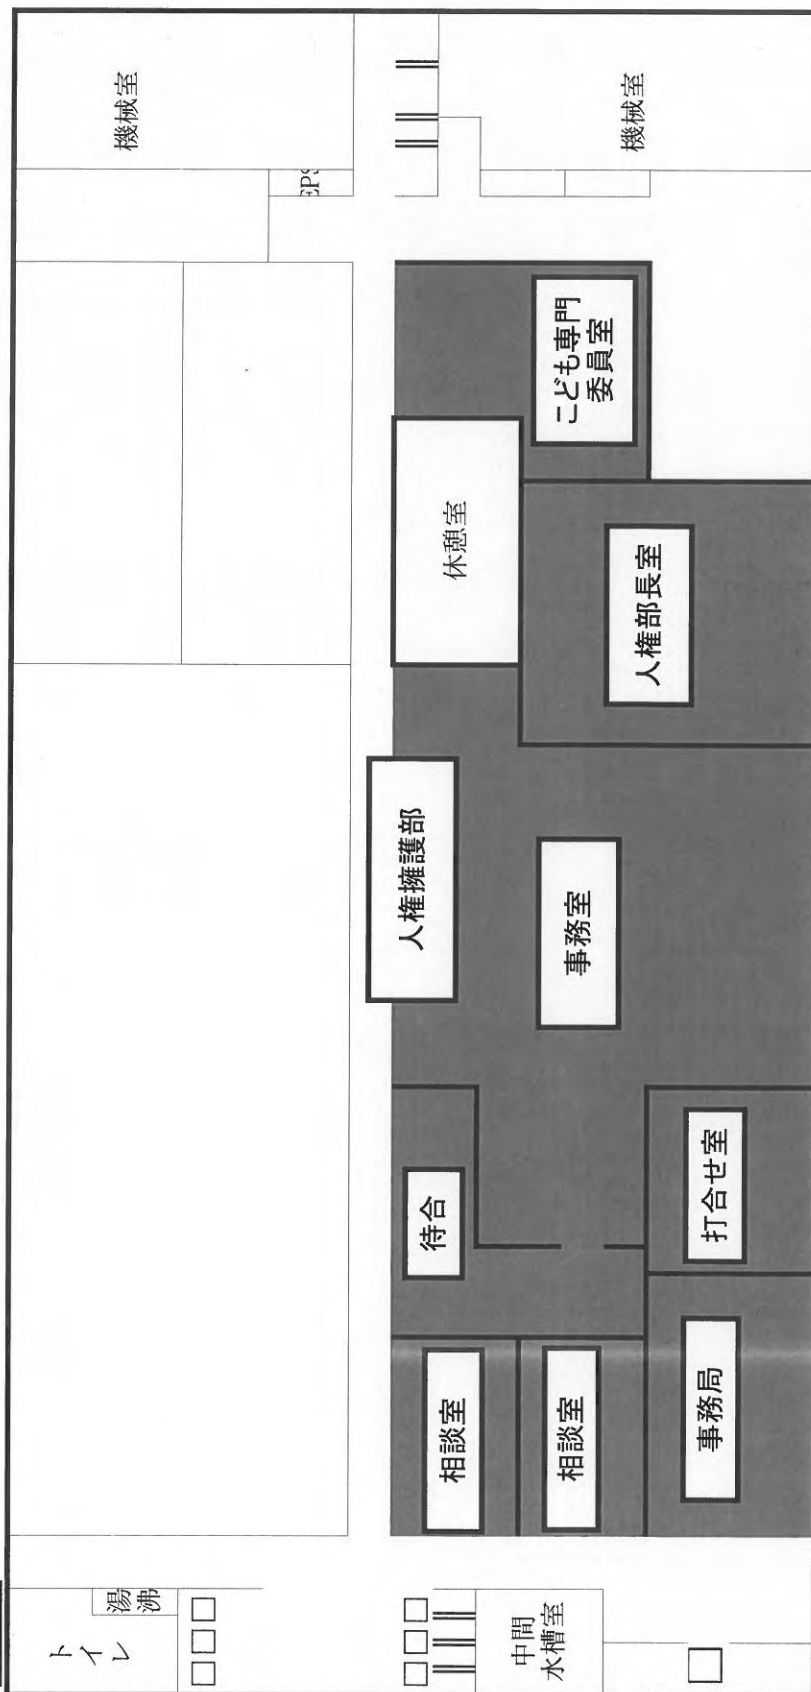 機械室
EPS
機械室
こども専門
委員室
休憩室
人権部長室
人権擁護部
事務室
待合
打合せ室
相談室
相談室
事務局
湯沸
トイレ
中間
水槽室